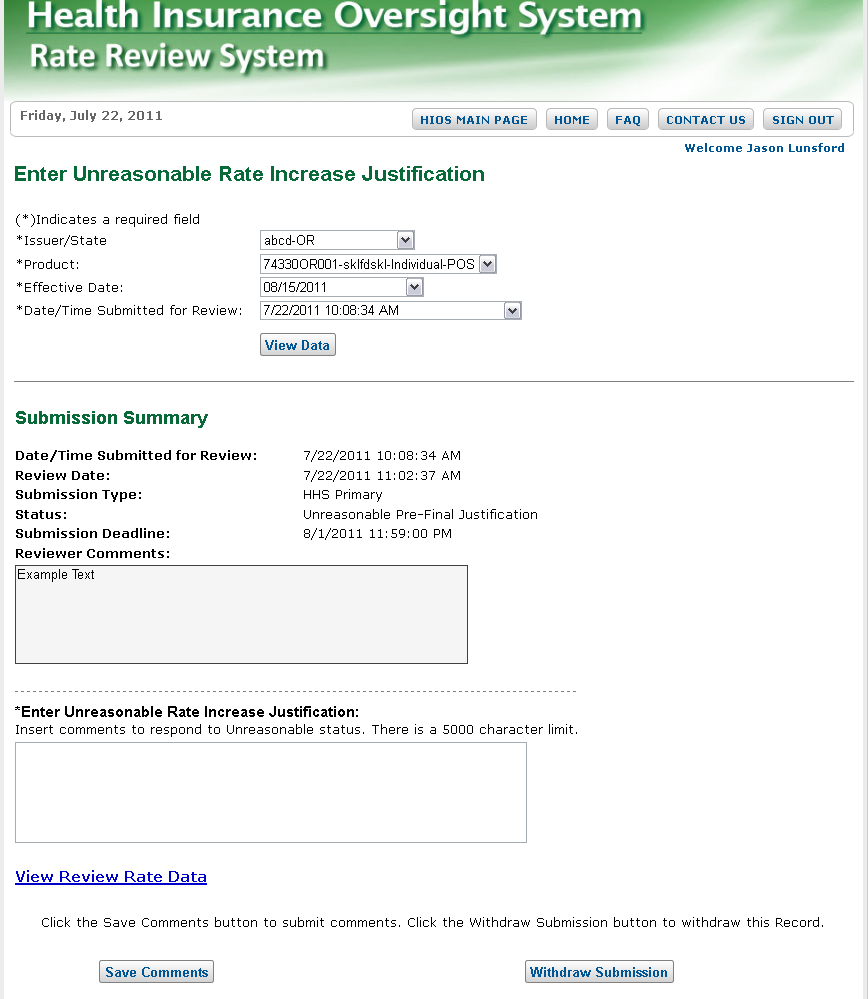 Health Insurance Oversight System
Rate Review System
Friday, July 22, 2011 HIOS MAIN PAGE HOME FAQ CONTACT US SIGN OUT
Welcome Jason Lunsford
Enter Unreasonable Rate Increase Justification
(*)Indicates a required field
*Issuer/State abcd-OR
*Product: 74330OR001-sklfdskl-Individual-POS
*Effective Date: 08/15/2011
*Date/Time Submitted for Review: 7/22/2011 10:08:34 AM
View Data
Submission Summary
Date/Time Submitted for Review: 7/22/2011 10:08:34 AM
Review Date: 7/22/2011 11:02:37 AM
Submission Type: HHS Primary
Status: Unreasonable Pre-Final Justification
Submission Deadline: 8/1/2011 11:59:00 PM
Reviewer Comments:
Example Text
*Enter Unreasonable Rate Increase Justification:
Insert comments to respond to Unreasonable status. There is a 5000 character limit.
View Review Rate Data
Click the Save Comments button to submit comments. Click the Withdraw Submission button to withdraw this Record.
Save Comments Withdraw Submission